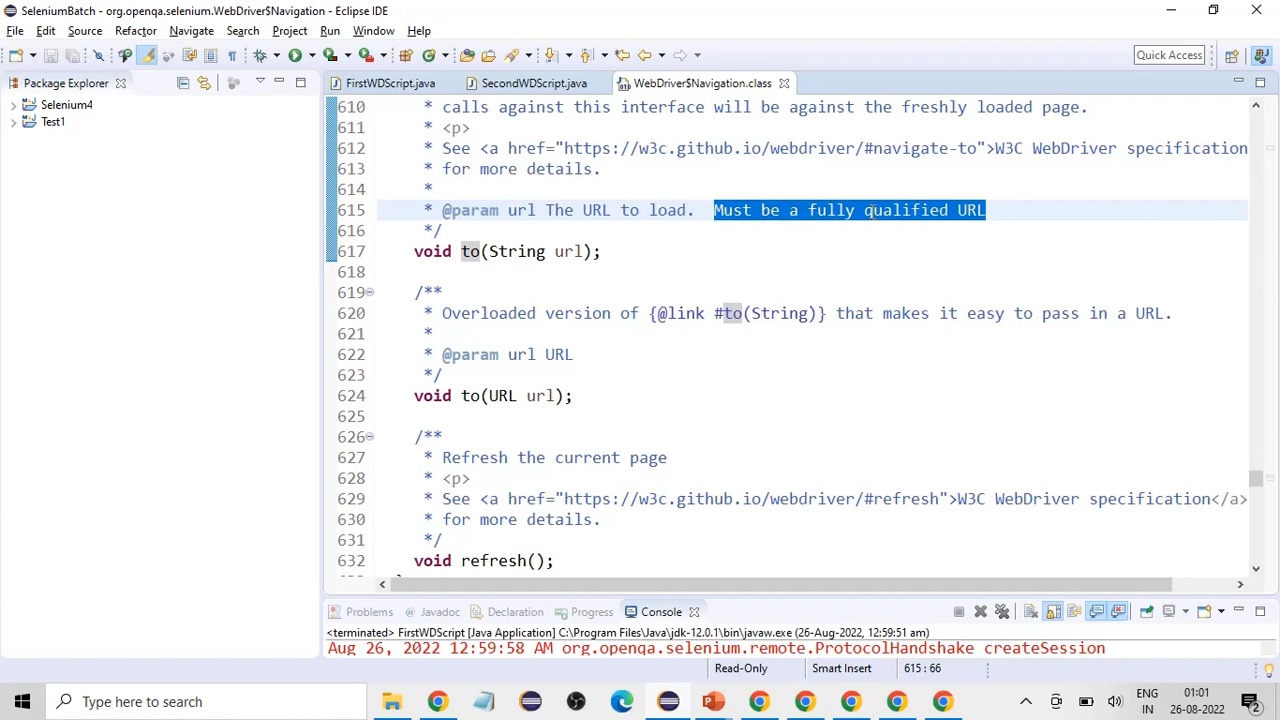 SeleniumBatch - org.openqa.selenium.WebDriver$Navigation - Eclipse IDE
File Edit Source Refactor Navigate Search Project Run Window Help
Quick Access
Package Explorer
FirstWDScript.java SecondWDScript.java WebDriver$Navigation.class
Selenium4
Test1
610 * calls against this interface will be against the freshly loaded page.
611 * <p>
612 * See <a href="https://w3c.github.io/webdriver/#navigate-to">W3C WebDriver specification
613 * for more details.
614 *
615 * @param url The URL to load. Must be a fully qualified URL
616 */
617 void to(String url);
618
619 /**
620 * Overloaded version of {@link #to(String)} that makes it easy to pass in a URL.
621 *
622 * @param url URL
623 */
624 void to(URL url);
625
626 /**
627 * Refresh the current page
628 * <p>
629 * See <a href="https://w3c.github.io/webdriver/#refresh">W3C WebDriver specification</a>
630 * for more details.
631 */
632 void refresh();
Problems Javadoc Declaration Progress Console
<terminated> FirstWDScript [Java Application] C:\Program Files\Java\jdk-12.0.1\bin\javaw.exe (26-Aug-2022, 12:59:51 am)
Aug 26, 2022 12:59:58 AM org.openqa.selenium.remote.ProtocolHandshake createSession
Read-Only Smart Insert 615 : 66
Type here to search
ENG
IN
01:01
26-08-2022
2